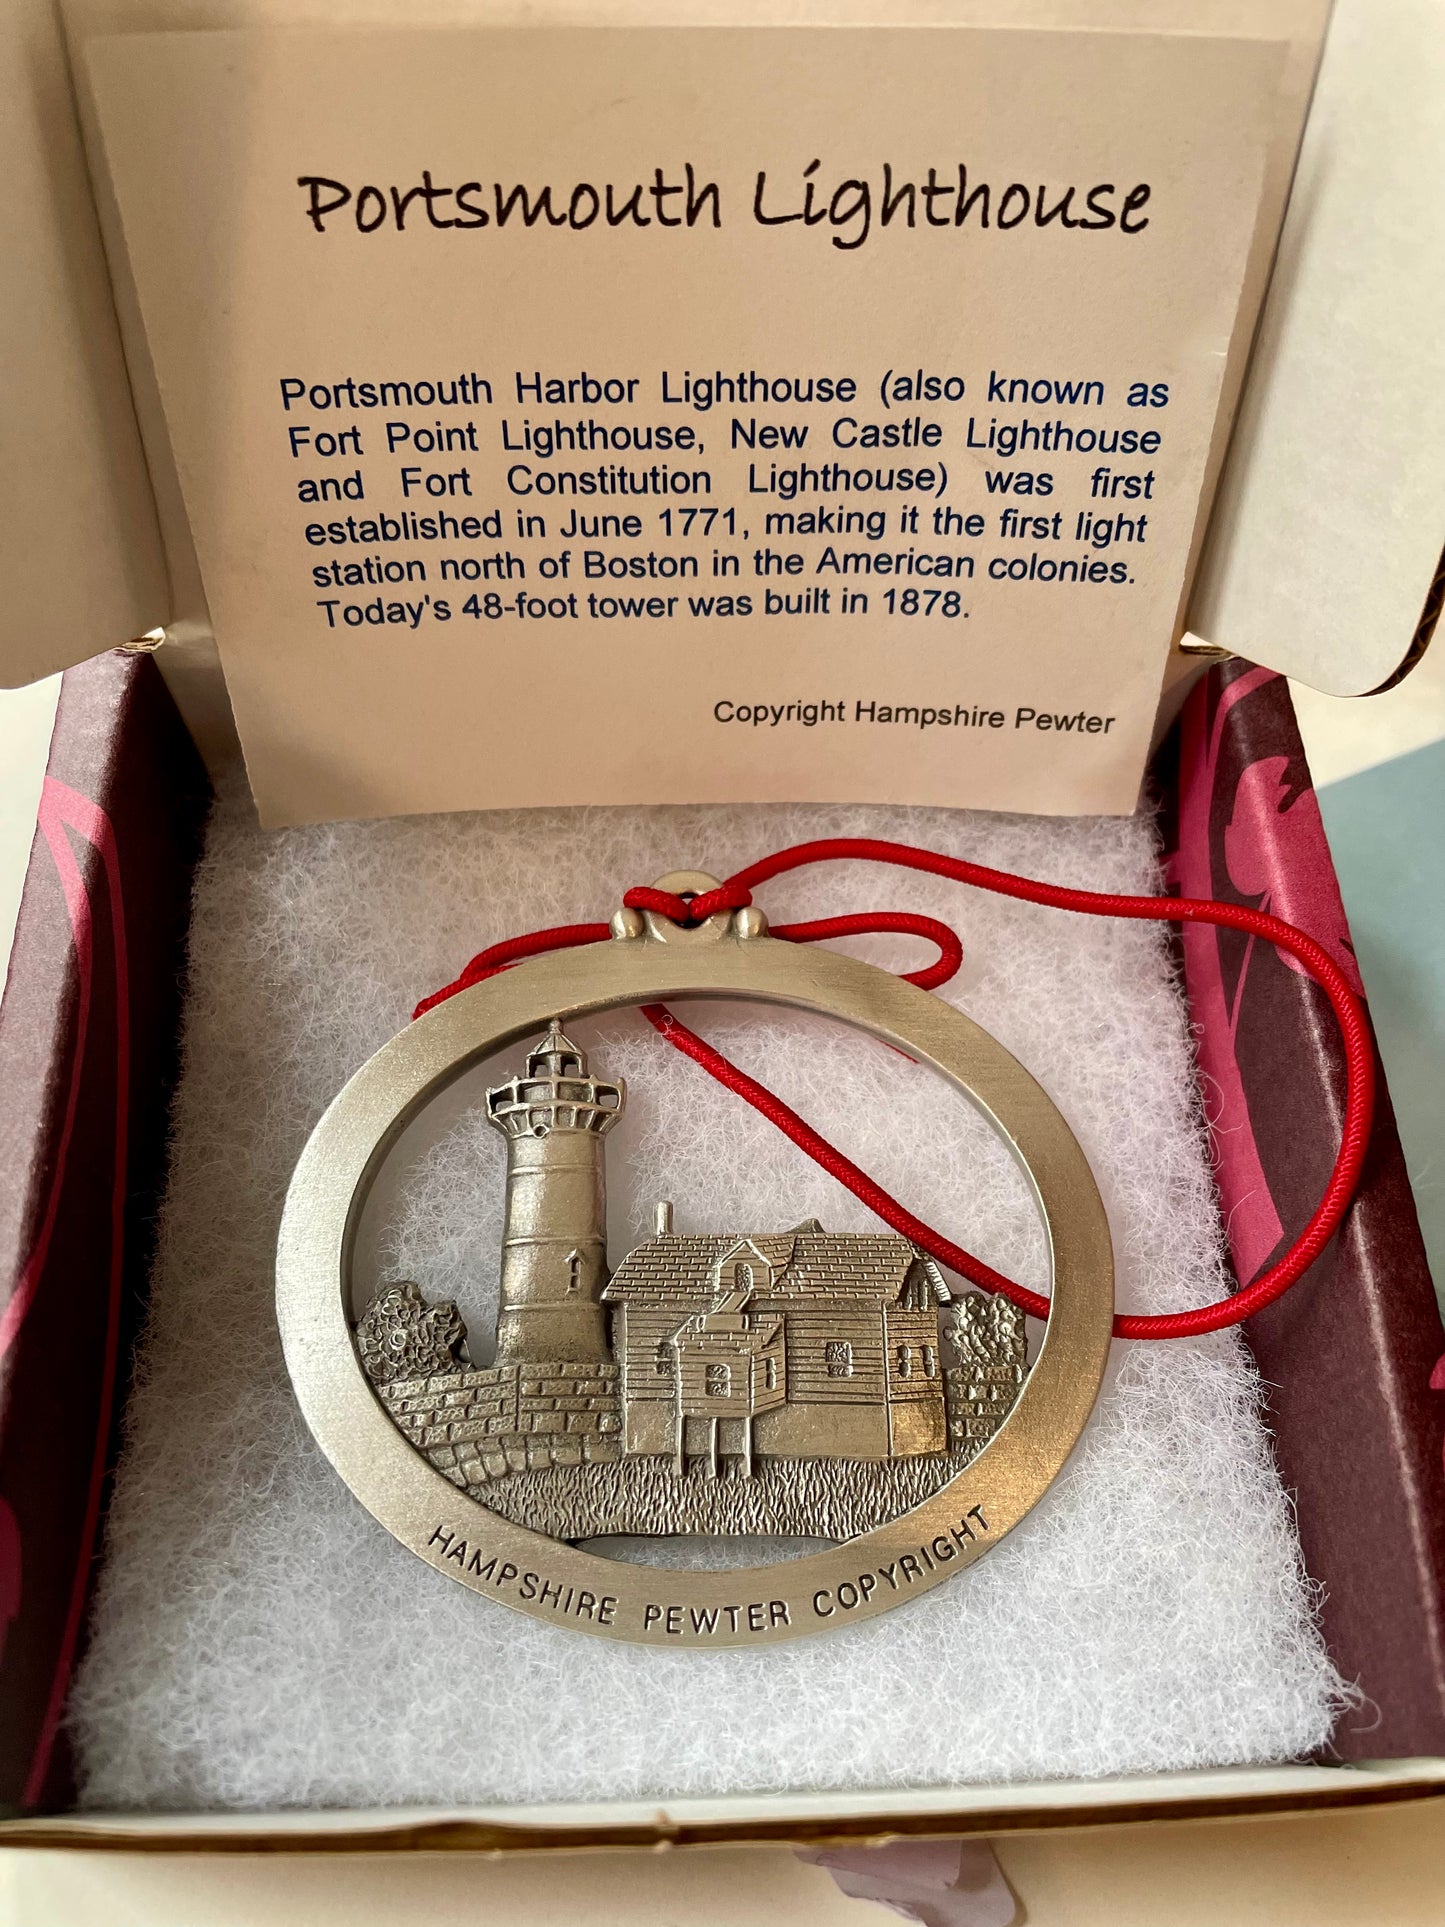 Portsmouth Lighthouse
Portsmouth Harbor Lighthouse (also known as
Fort Point Lighthouse, New Castle Lighthouse
and Fort Constitution Lighthouse) was first
established in June 1771, making it the first light
station north of Boston in the American colonies.
Today's 48-foot tower was built in 1878.
Copyright Hampshire Pewter
HAMPSHIRE PEWTER COPYRIGHT